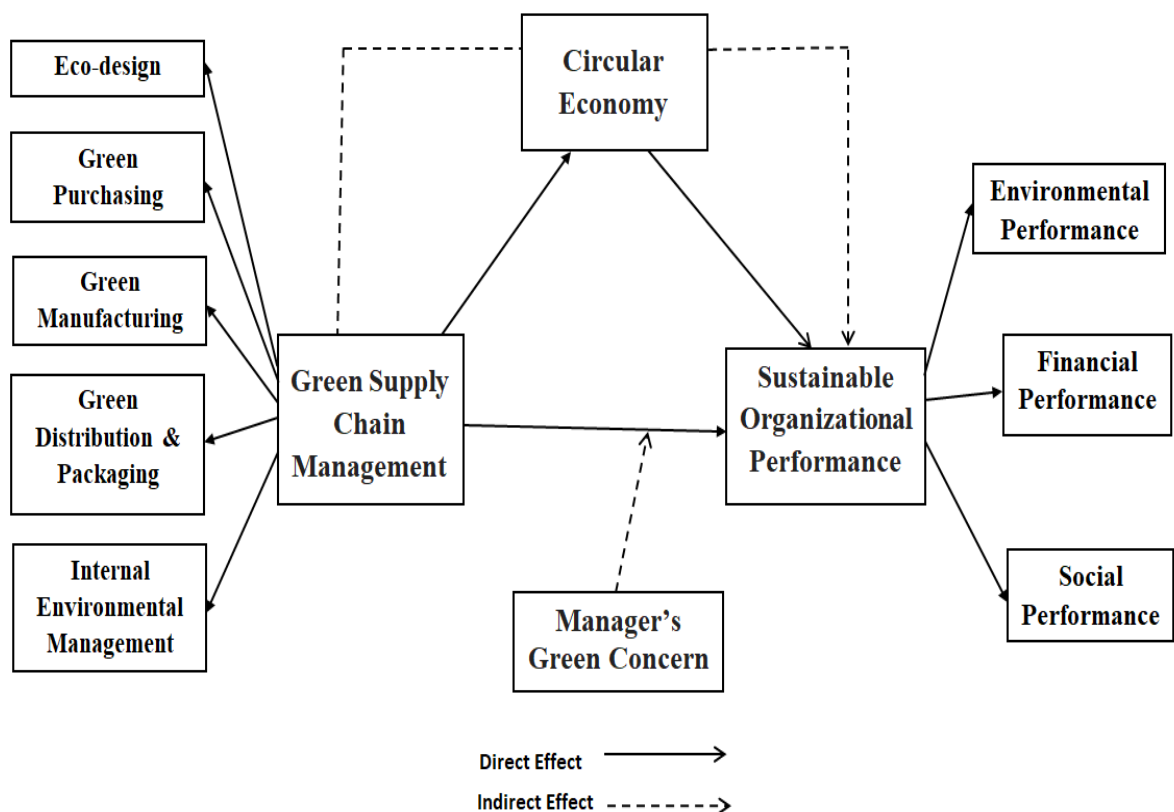 Eco-design
Green
Purchasing
Green
Manufacturing
Green
Distribution &
Packaging
Internal
Environmental
Management
Green Supply
Chain
Management
Circular
Economy
Manager’s
Green Concern
Sustainable
Organizational
Performance
Environmental
Performance
Financial
Performance
Social
Performance
Direct Effect
Indirect Effect